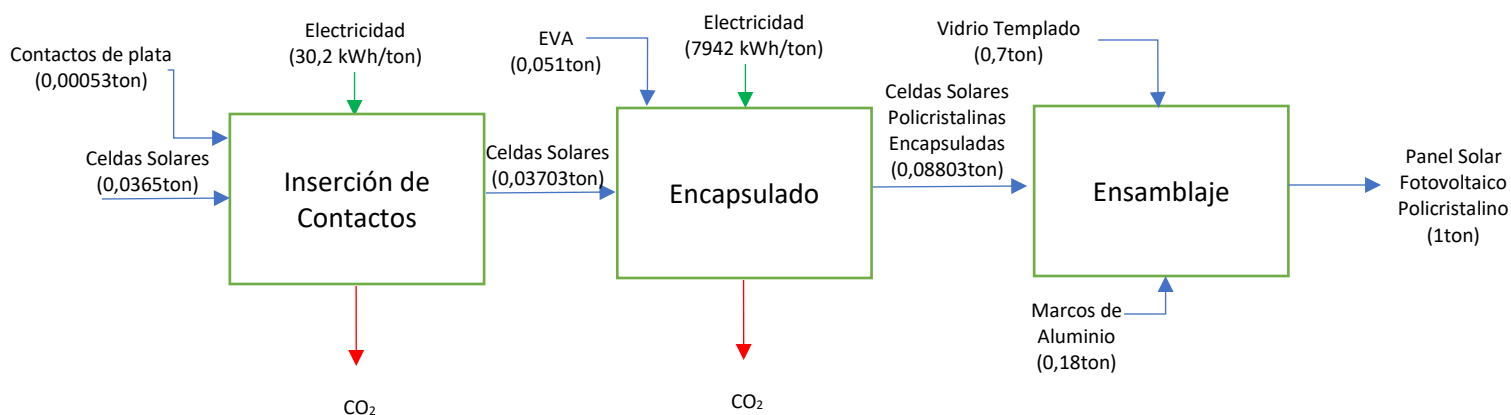 Contactos de plata
(0,00053ton)
Electricidad
(30,2 kWh/ton)
Celdas Solares
(0,0365ton)
Inserción de
Contactos
CO₂
Celdas Solares
(0,03703ton)
EVA
(0,051ton)
Electricidad
(7942 kWh/ton)
Encapsulado
CO₂
Celdas Solares
Policristalinas
Encapsuladas
(0,08803ton)
Vidrio Templado
(0,7ton)
Ensamblaje
Marcos de
Aluminio
(0,18ton)
Panel Solar
Fotovoltaico
Policristalino
(1ton)